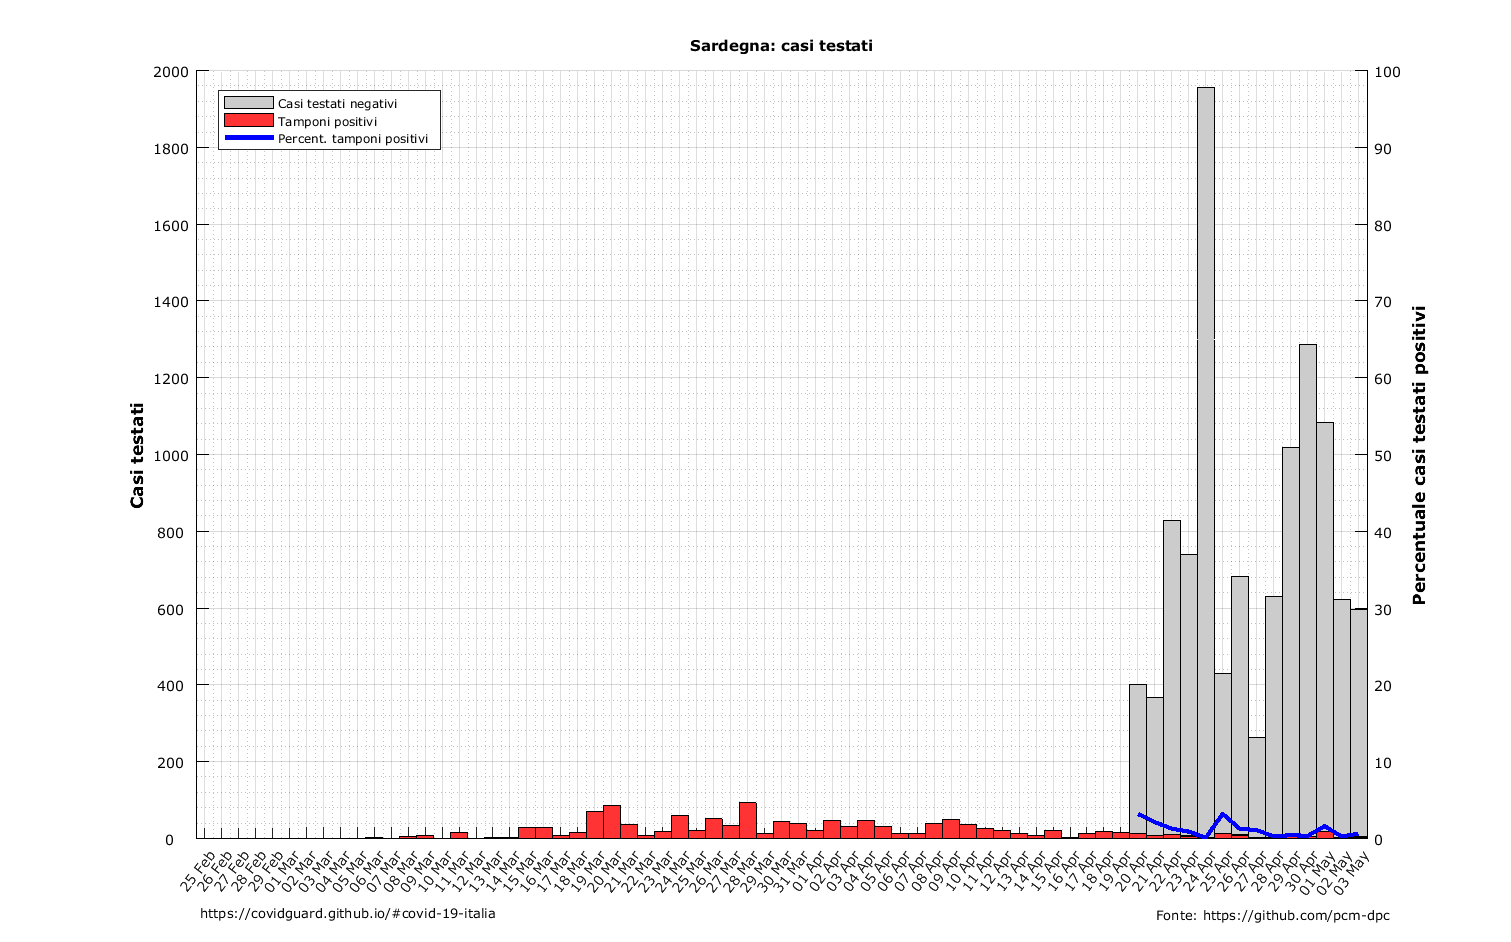 Sardegna: casi testati
Casi testati negativi
Tamponi positivi
Percent. tamponi positivi
2000
1800
1600
1400
1200
1000
800
600
400
200
0
Casi testati
100
90
80
70
60
50
40
30
20
10
0
Percentuale casi testati positivi
25 Feb
26 Feb
27 Feb
28 Feb
29 Feb
01 Mar
02 Mar
03 Mar
04 Mar
05 Mar
06 Mar
07 Mar
08 Mar
09 Mar
10 Mar
11 Mar
12 Mar
13 Mar
14 Mar
15 Mar
16 Mar
17 Mar
18 Mar
19 Mar
20 Mar
21 Mar
22 Mar
23 Mar
24 Mar
25 Mar
26 Mar
27 Mar
28 Mar
29 Mar
30 Mar
31 Mar
01 Apr
02 Apr
03 Apr
04 Apr
05 Apr
06 Apr
07 Apr
08 Apr
09 Apr
10 Apr
11 Apr
12 Apr
13 Apr
14 Apr
15 Apr
16 Apr
17 Apr
18 Apr
19 Apr
20 Apr
21 Apr
22 Apr
23 Apr
24 Apr
25 Apr
26 Apr
27 Apr
28 Apr
29 Apr
30 Apr
01 May
02 May
03 May
https://covidguard.github.io/#covid-19-italia
Fonte: https://github.com/pcm-dpc